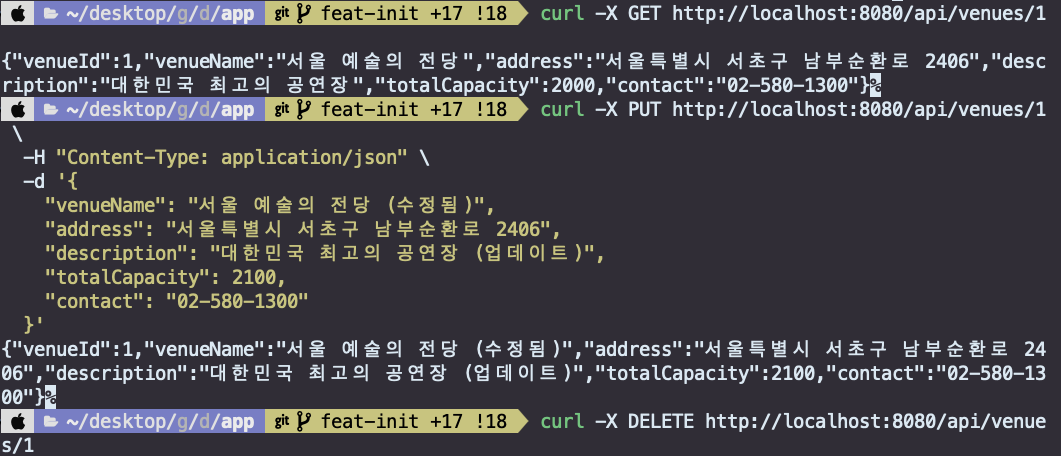 ~/desktop/g/d/app git feat-init +17 !18 curl -X GET http://localhost:8080/api/venues/1
{"venueId":1,"venueName":"서울 예술의 전당","address":"서울특별시 서초구 남부순환로 2406","desc
ription":"대한민국 최고의 공연장","totalCapacity":2000,"contact":"02-580-1300"}%
~/desktop/g/d/app git feat-init +17 !18 curl -X PUT http://localhost:8080/api/venues/1
\
-H "Content-Type: application/json" \
-d '{
"venueName": "서울 예술의 전당 (수정됨)",
"address": "서울특별시 서초구 남부순환로 2406",
"description": "대한민국 최고의 공연장 (업데이트)",
"totalCapacity": 2100,
"contact": "02-580-1300"
}'
{"venueId":1,"venueName":"서울 예술의 전당 (수정됨)","address":"서울특별시 서초구 남부순환로 24
06","description":"대한민국 최고의 공연장 (업데이트)","totalCapacity":2100,"contact":"02-580-13
00"}%
~/desktop/g/d/app git feat-init +17 !18 curl -X DELETE http://localhost:8080/api/venue
s/1